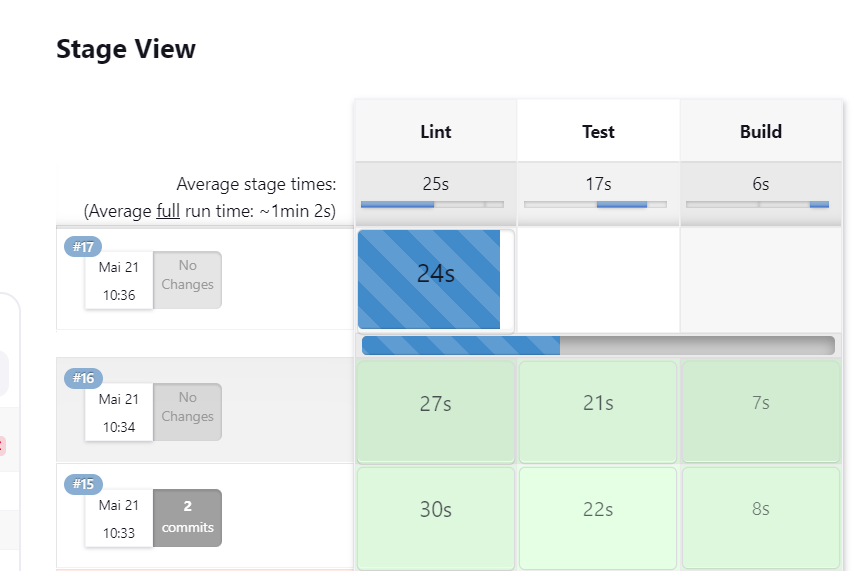 Stage View
Lint Test Build
Average stage times:
(Average full run time: ~1min 2s)
25s 17s 6s
#17
Mai 21
10:36
No
Changes
24s
#16
Mai 21
10:34
No
Changes
27s 21s 7s
#15
Mai 21
10:33
2
commits
30s 22s 8s